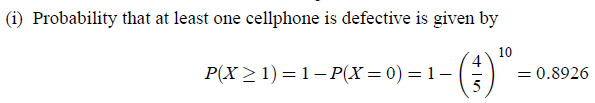 (i) Probability that at least one cellphone is defective is given by
P(X ≥ 1) = 1 − P(X = 0) = 1 − (4/5)^10 = 0.8926